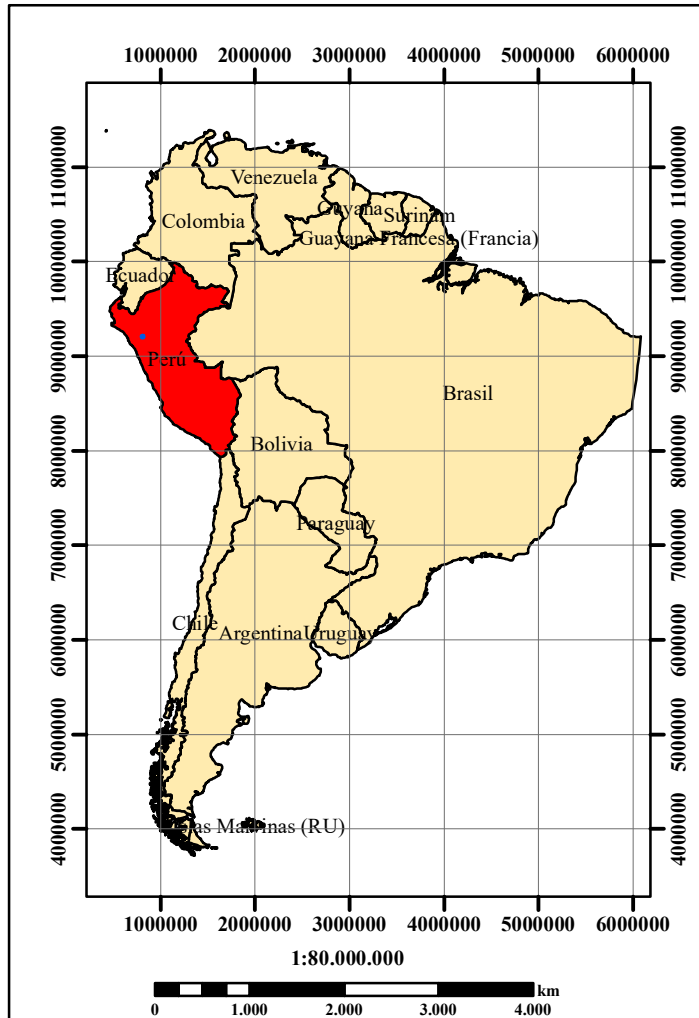 1000000 2000000 3000000 4000000 5000000 6000000
11000000 11000000
10000000 10000000
9000000 9000000
8000000 8000000
7000000 7000000
6000000 6000000
5000000 5000000
4000000 4000000
Venezuela
Guyana
Surinam
Colombia
Guayana Francesa (Francia)
Ecuador
Perú
Brasil
Bolivia
Paraguay
Chile
Argentina
Uruguay
(RU)
1000000 2000000 3000000 4000000 5000000 6000000
1:80.000.000
km
0 1.000 2.000 3.000 4.000